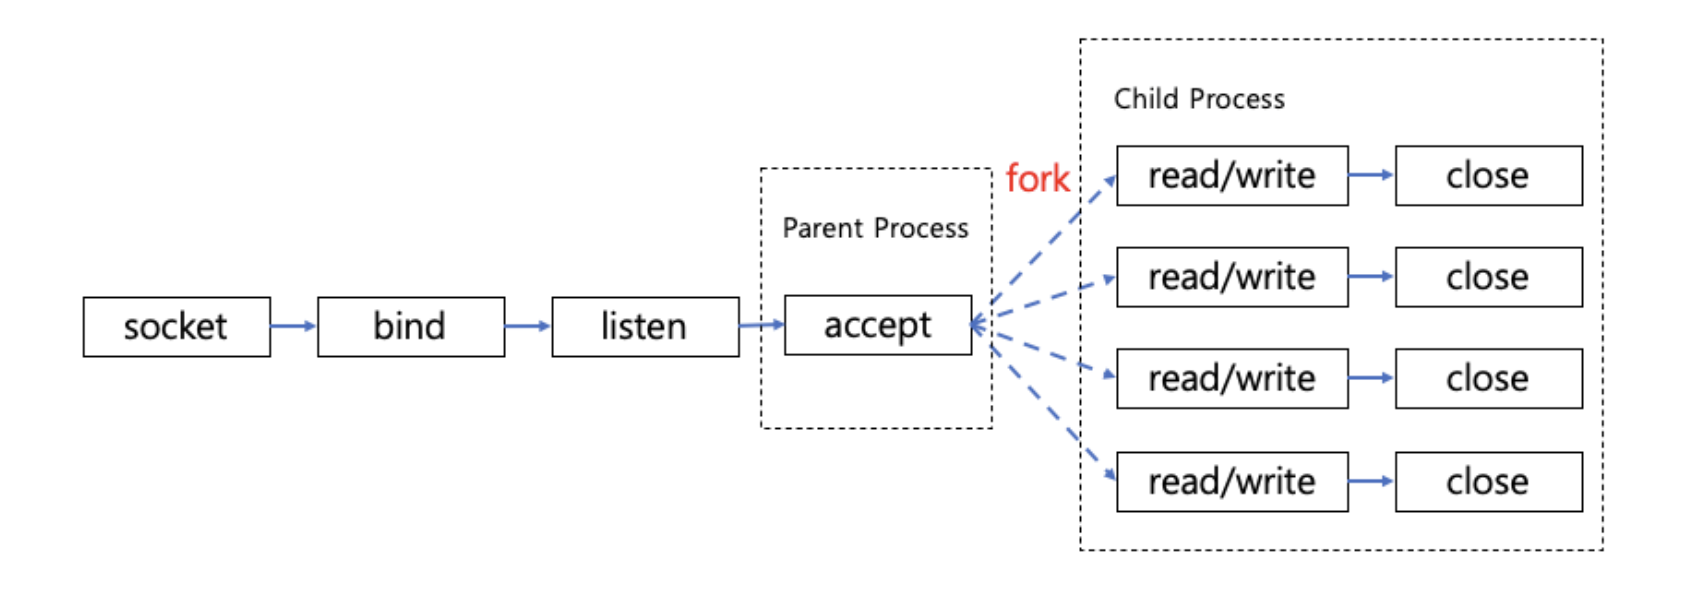 socket
bind
listen
Parent Process
accept
fork
Child Process
read/write
close
read/write
close
read/write
close
read/write
close